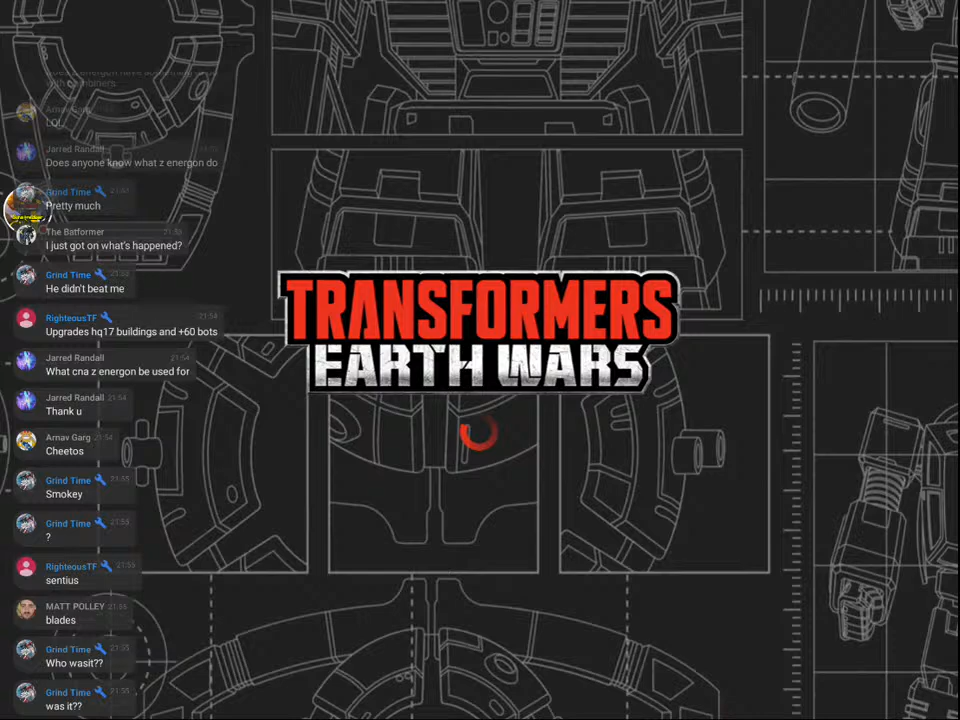 with combiners
Arnav Garg
LOL
Jarred Randall
Does anyone know what z energon do
Grind Time 21:53
Pretty much
The Batformer 21:53
I just got on what's happened?
Grind Time 21:53
He didn't beat me
RighteousTF 21:54
Upgrades hq17 buildings and +60 bots
Jarred Randall 21:54
What cna z energon be used for
Jarred Randall 21:54
Thank u
Arnav Garg 21:54
Cheetos
Grind Time 21:55
Smokey
Grind Time 21:55
?
RighteousTF 21:55
sentius
MATT POLLEY 21:55
blades
Grind Time 21:55
Who wasit??
Grind Time 21:55
was it??
TRANSFORMERS
EARTH WARS